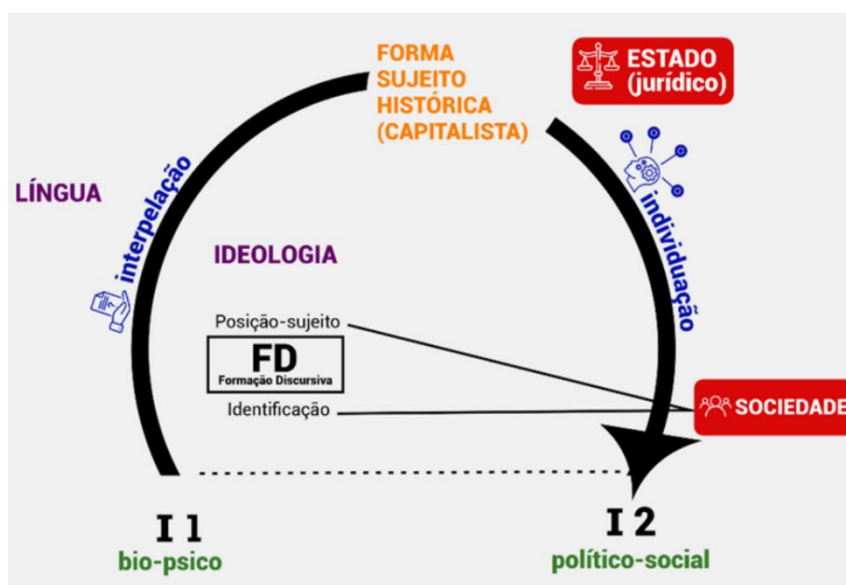 FORMA
SUJEITO
HISTÓRICA
(CAPITALISTA)
ESTADO
(jurídico)
LÍNGUA
interpelação
individuação
IDEOLOGIA
Posição-sujeito
FD
Formação Discursiva
Identificação
SOCIEDADE
I 1
bio-psico
I 2
político-social